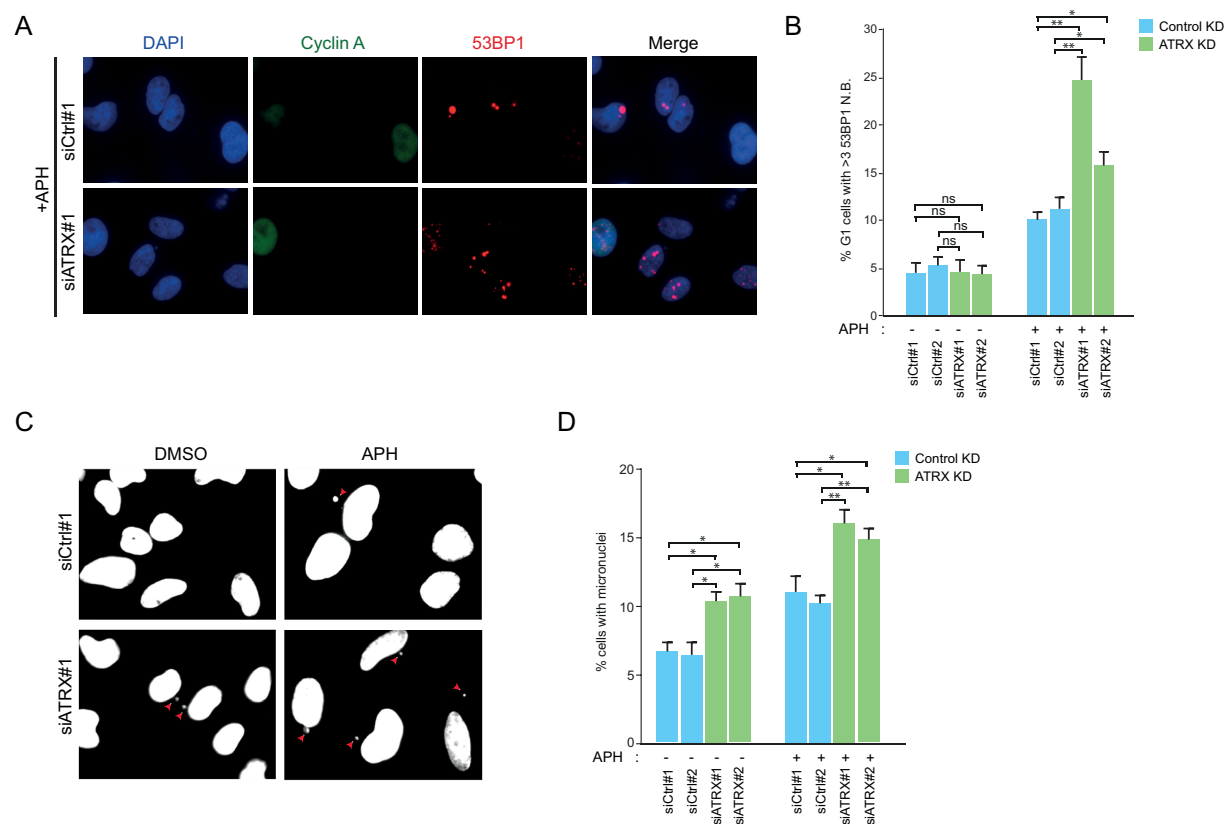 A
DAPI
Cyclin A
53BP1
Merge
+APH
siCtrl#1
siATRX#1
B
Control KD
ATRX KD
% G1 cells with >3 53BP1 N.B.
30
25
20
15
10
5
0
ns
ns
ns
ns
*
**
*
**
APH : - - - - + + + +
siCtrl#1
siCtrl#2
siATRX#1
siATRX#2
siCtrl#1
siCtrl#2
siATRX#1
siATRX#2
C
DMSO
APH
siCtrl#1
siATRX#1
D
Control KD
ATRX KD
% cells with micronuclei
20
15
10
5
0
*
*
*
*
*
*
**
**
APH : - - - - + + + +
siCtrl#1
siCtrl#2
siATRX#1
siATRX#2
siCtrl#1
siCtrl#2
siATRX#1
siATRX#2